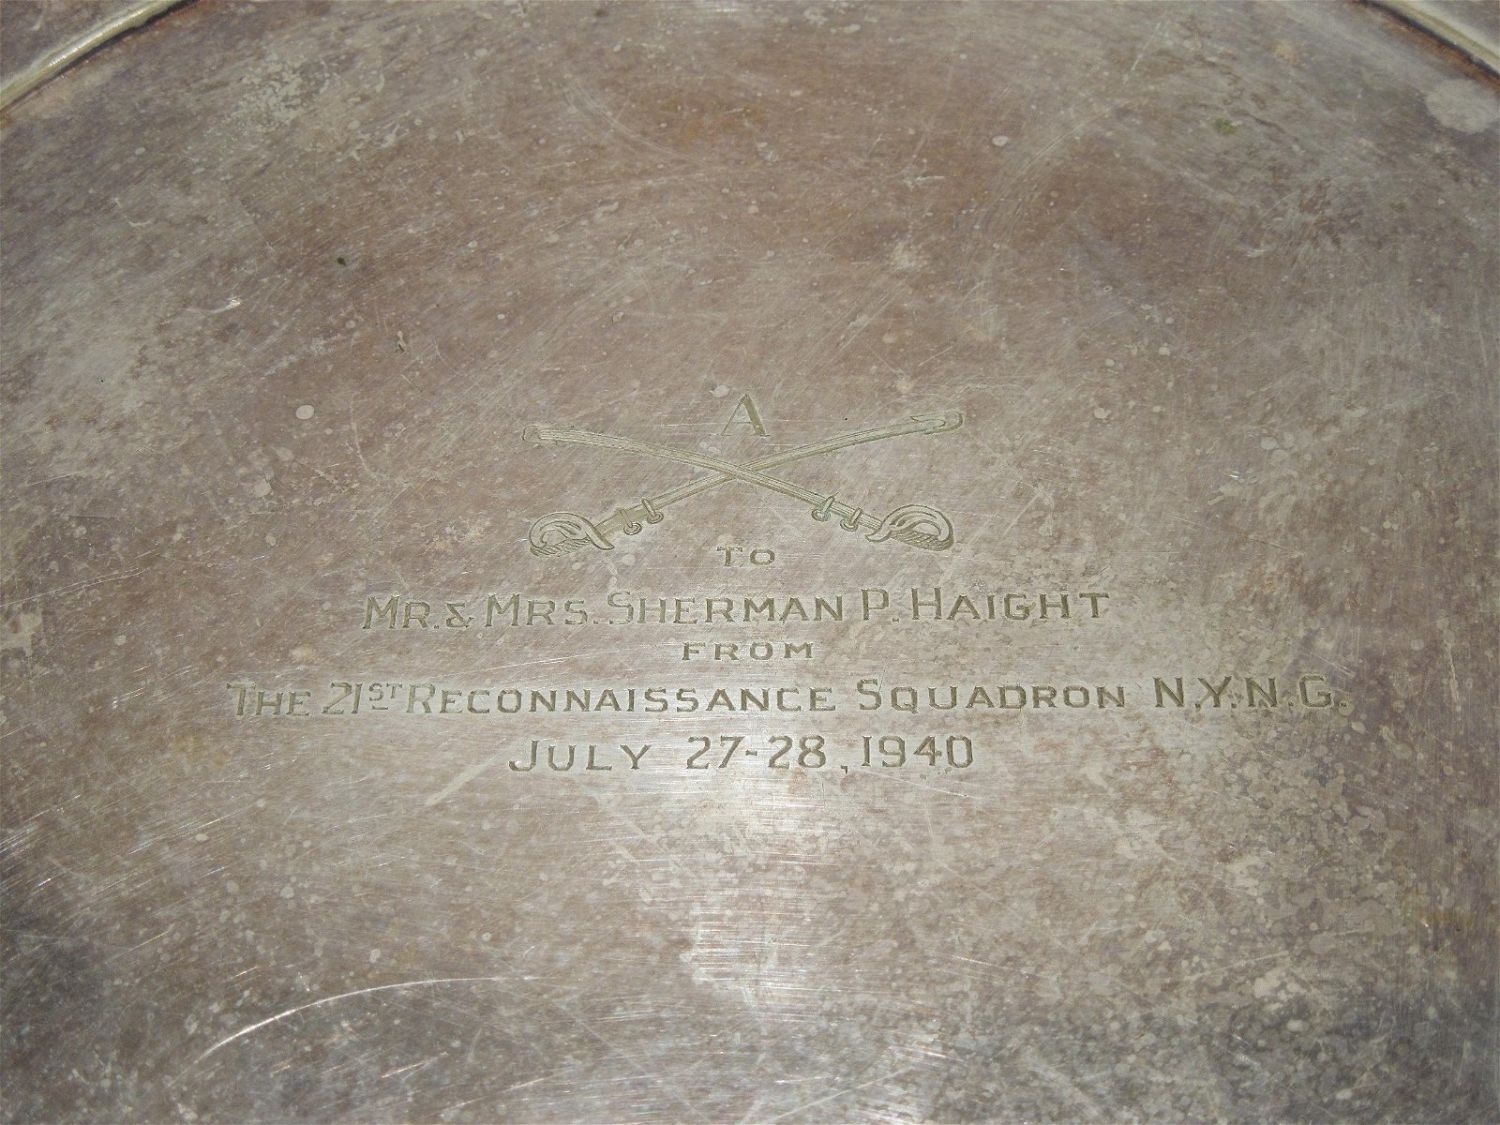 A
TO
MR. & MRS. SHERMAN P. HAIGHT
FROM
THE 21ST RECONNAISSANCE SQUADRON N.Y.N.G.
JULY 27-28, 1940